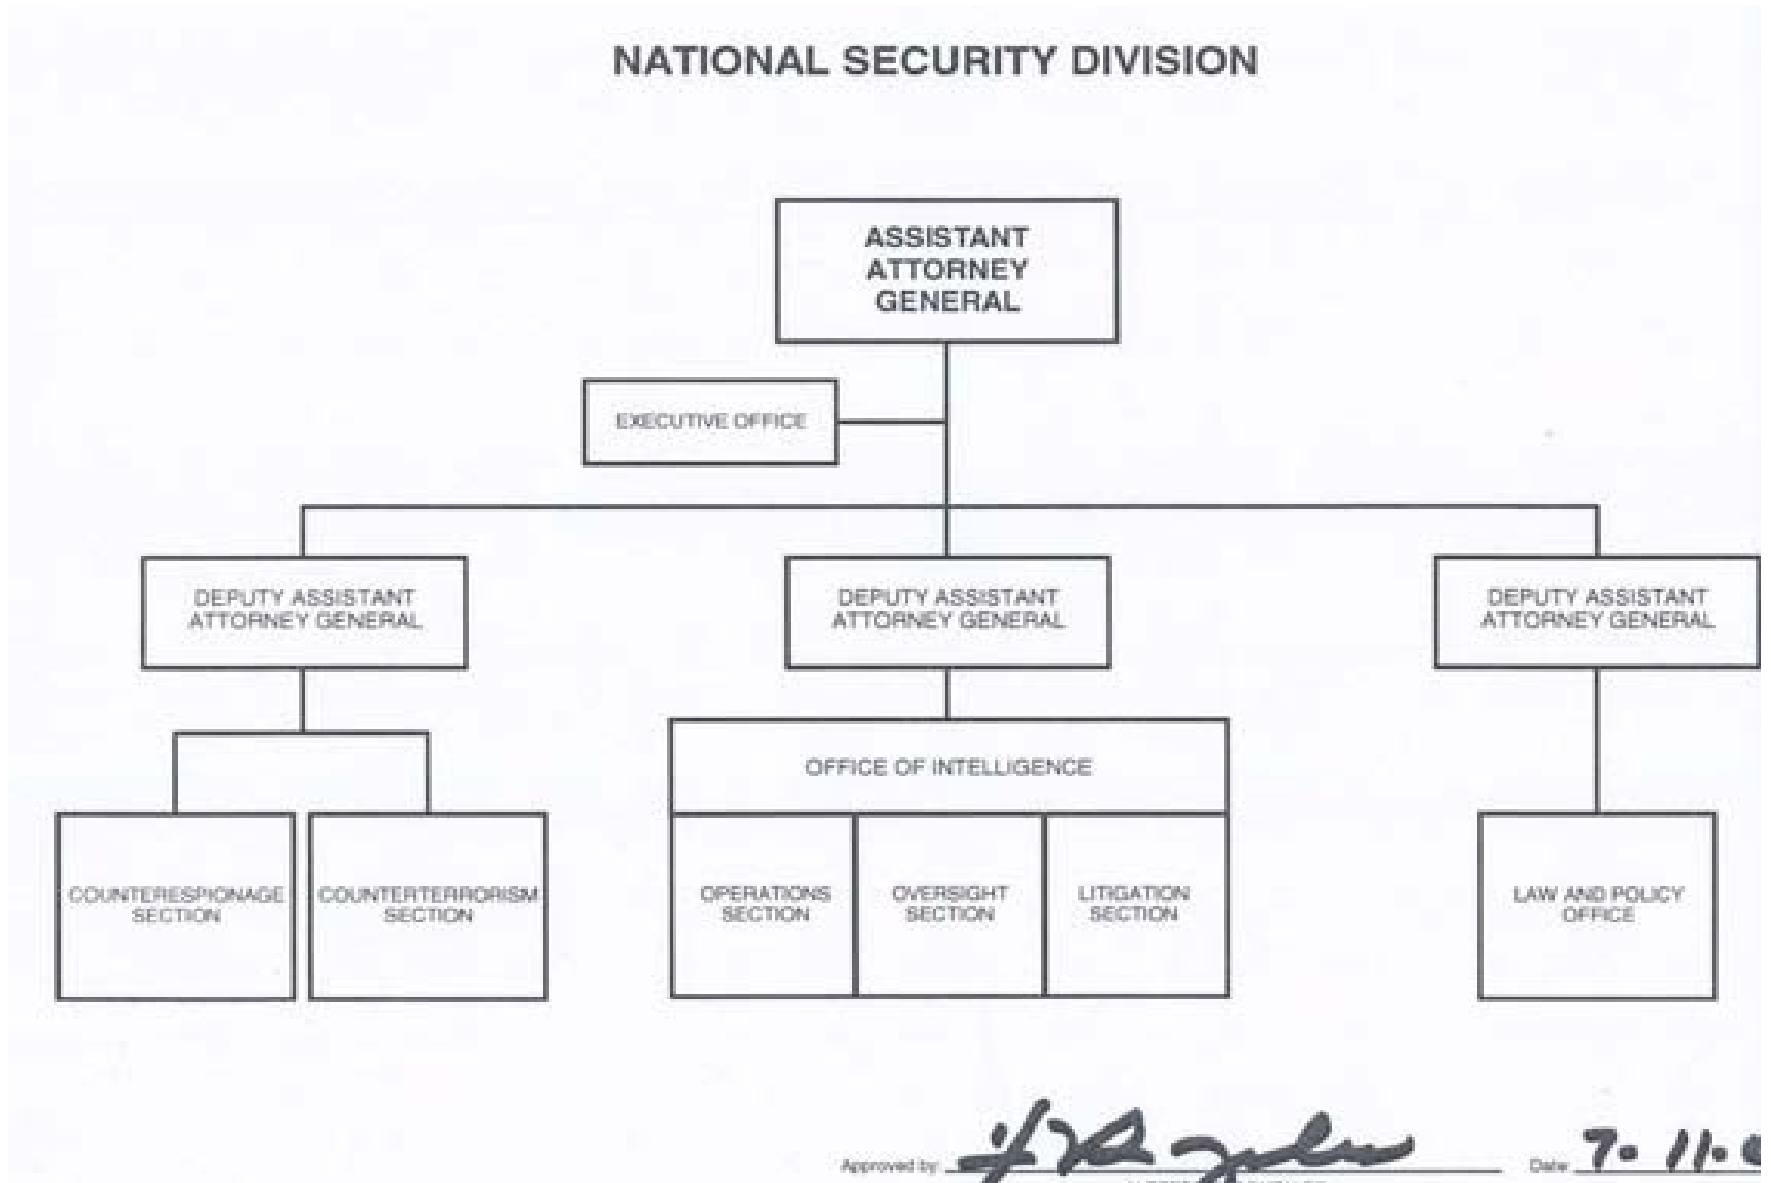 NATIONAL SECURITY DIVISION
ASSISTANT
ATTORNEY
GENERAL
EXECUTIVE OFFICE
DEPUTY ASSISTANT
ATTORNEY GENERAL
DEPUTY ASSISTANT
ATTORNEY GENERAL
DEPUTY ASSISTANT
ATTORNEY GENERAL
OFFICE OF INTELLIGENCE
COUNTERESPIONAGE
SECTION
COUNTERTERRORISM
SECTION
OPERATIONS
SECTION
OVERSIGHT
SECTION
LITIGATION
SECTION
LAW AND POLICY
OFFICE
Approved by:
Date 7. 11.